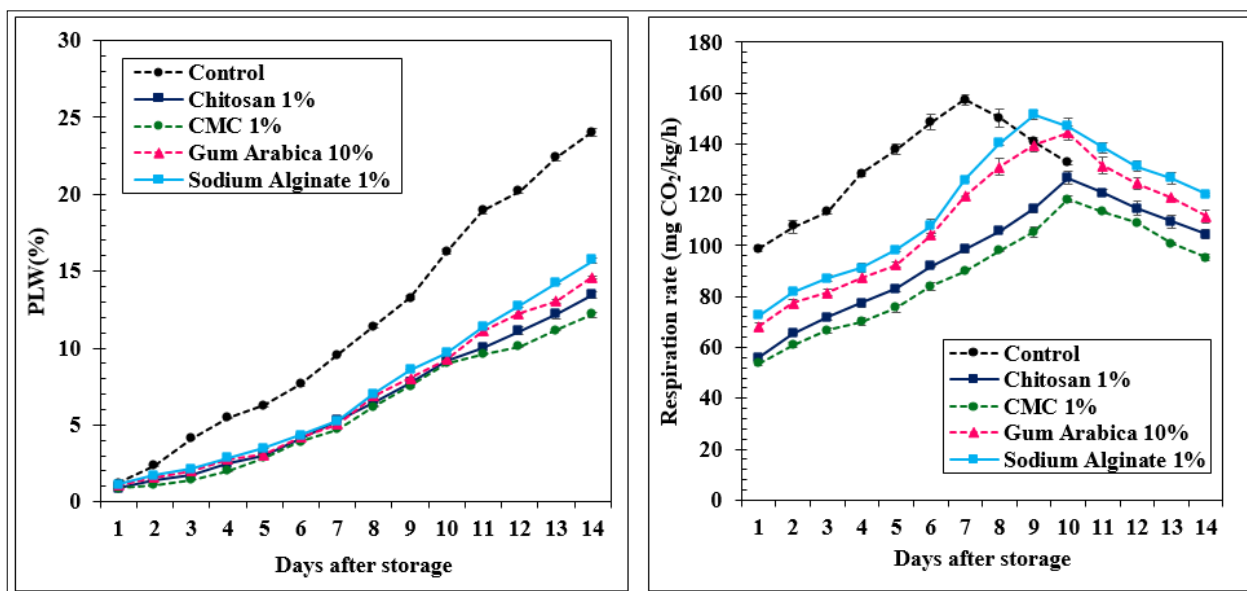 30
25
20
15
10
5
0
PLW(%)
Control
Chitosan 1%
CMC 1%
Gum Arabica 10%
Sodium Alginate 1%
1 2 3 4 5 6 7 8 9 10 11 12 13 14
Days after storage
180
160
140
120
100
80
60
40
20
0
Respiration rate (mg CO₂/kg/h)
Control
Chitosan 1%
CMC 1%
Gum Arabica 10%
Sodium Alginate 1%
1 2 3 4 5 6 7 8 9 10 11 12 13 14
Days after storage